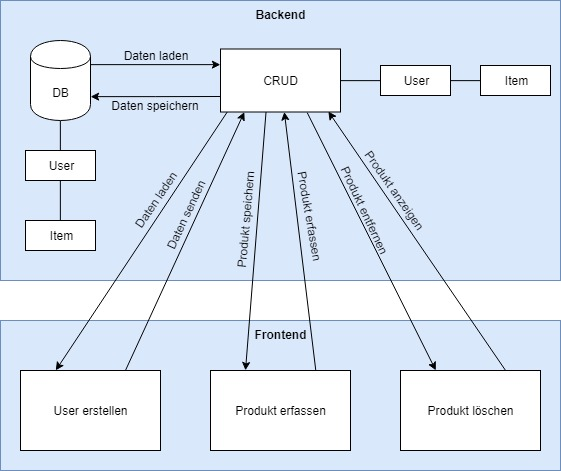 Backend
Daten laden
DB
CRUD
User
Item
Daten speichern
User
Item
Daten laden
Daten senden
Produkt speichern
Produkt erfassen
Produkt entfernen
Produkt anzeigen
Frontend
User erstellen
Produkt erfassen
Produkt löschen